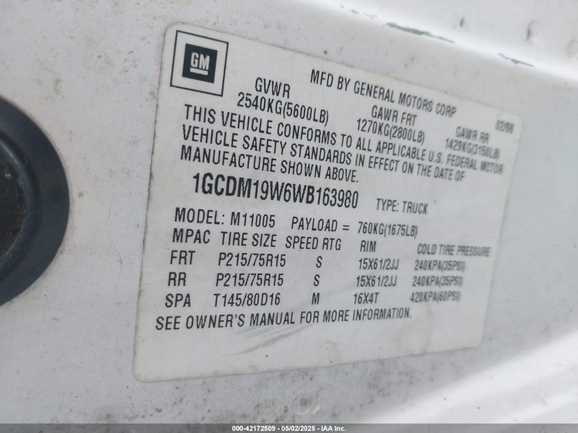 GM
MFD BY GENERAL MOTORS CORP
02/98
GVWR GAWR FRT GAWR RR
2540KG(5600LB) 1270KG(2800LB) 1429KG(3150LB)
THIS VEHICLE CONFORMS TO ALL APPLICABLE U.S. FEDERAL MOTOR
VEHICLE SAFETY STANDARDS IN EFFECT ON THE DATE OF
MANUFACTURE SHOWN ABOVE.
1GCDM19W6WB163980 TYPE: TRUCK
MODEL: M11005 PAYLOAD = 760KG(1675LB)
MPAC TIRE SIZE SPEED RTG RIM COLD TIRE PRESSURE
FRT P215/75R15 S 15X61/2JJ 240KPA(35PSI)
RR P215/75R15 S 15X61/2JJ 240KPA(35PSI)
SPA T145/80D16 M 16X4T 420KPA(60PSI)
SEE OWNER'S MANUAL FOR MORE INFORMATION.
000-42172509 - 05/02/2025 - IAA Inc.